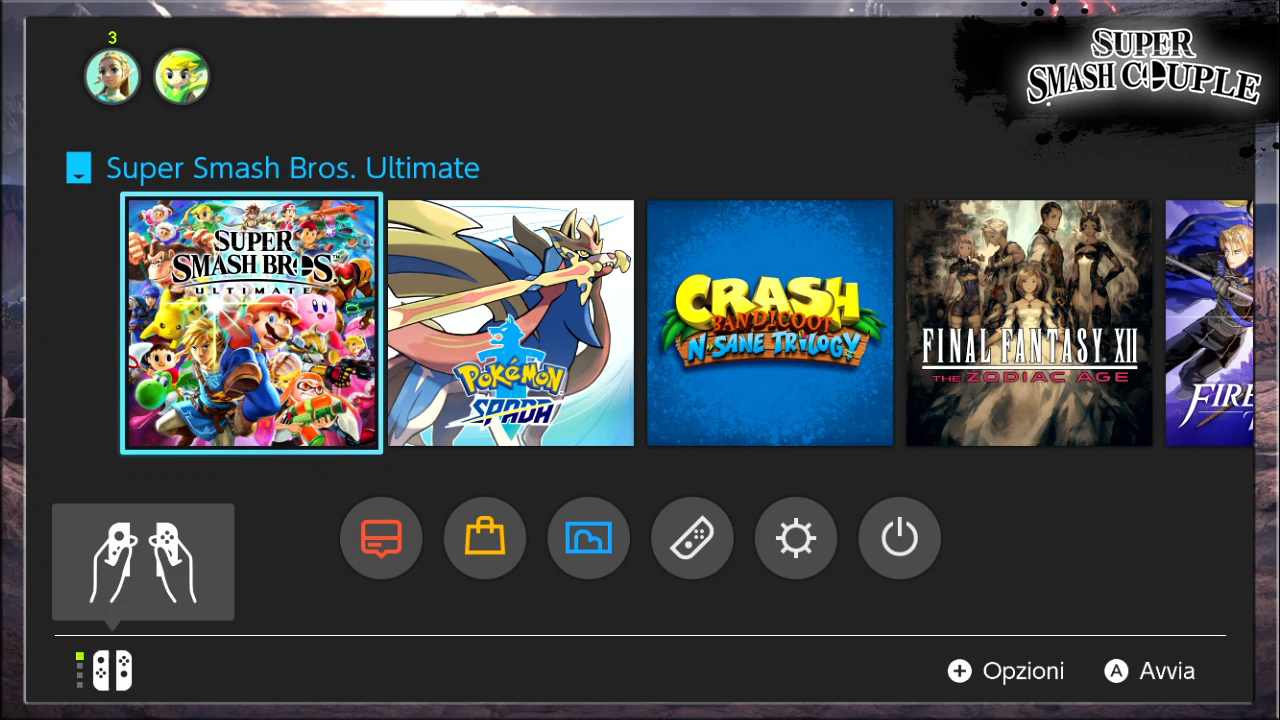 3
SUPER
SMASH COUPLE
Super Smash Bros. Ultimate
SUPER
SMASH BROS.™
ULTIMATE
POKÉMON
SPADA
CRASH
BANDICOOT
N. SANE TRILOGY
FINAL FANTASY XII
THE ZODIAC AGE
FIRE
+ Opzioni
A Avvia